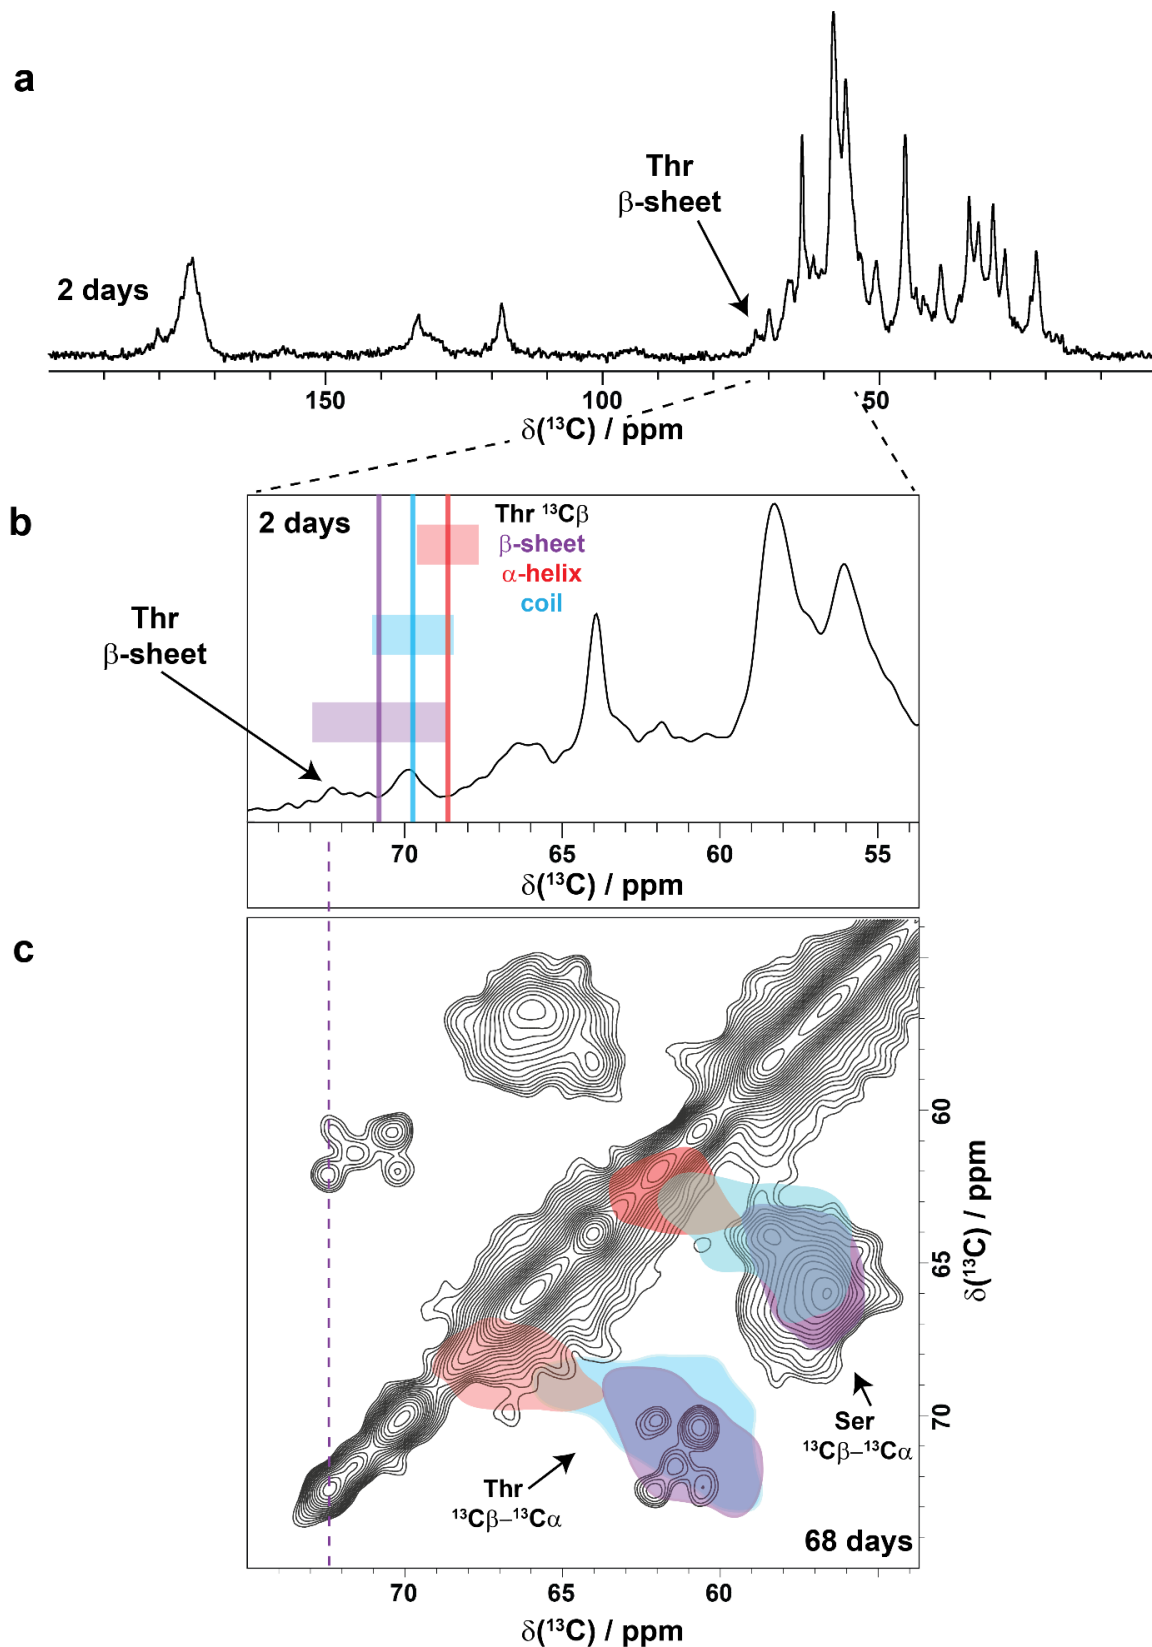 a
Thr
β-sheet
2 days
150
100
50
δ(¹³C) / ppm
b
2 days
Thr ¹³Cβ
β-sheet
α-helix
coil
Thr
β-sheet
70
65
60
55
δ(¹³C) / ppm
c
60
65
70
δ(¹³C) / ppm
Ser
¹³Cβ–¹³Cα
Thr
¹³Cβ–¹³Cα
68 days
70
65
60
δ(¹³C) / ppm